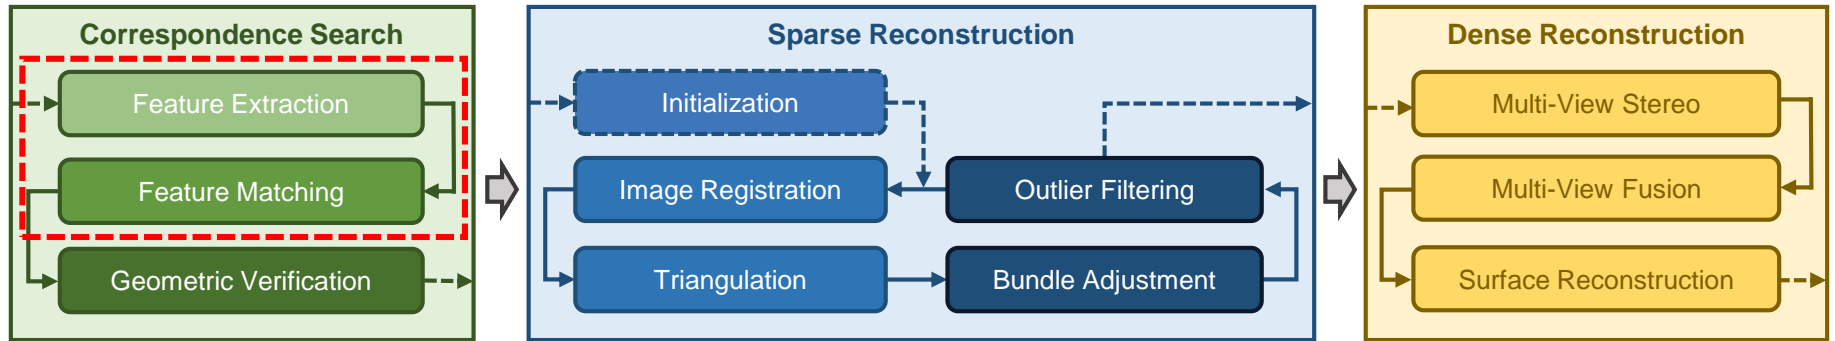 Correspondence Search
Feature Extraction
Feature Matching
Geometric Verification
Sparse Reconstruction
Initialization
Image Registration
Outlier Filtering
Triangulation
Bundle Adjustment
Dense Reconstruction
Multi-View Stereo
Multi-View Fusion
Surface Reconstruction